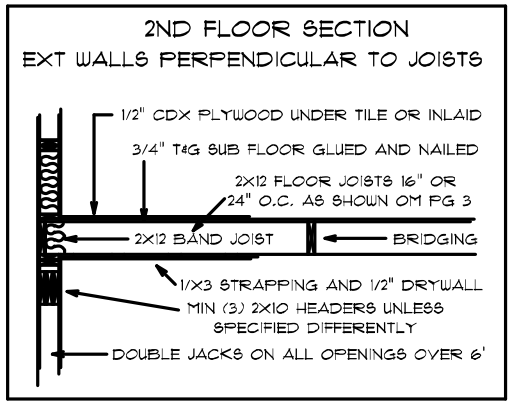 2ND FLOOR SECTION
EXT WALLS PERPENDICULAR TO JOISTS
1/2" CDX PLYWOOD UNDER TILE OR INLAID
3/4" T&G SUB FLOOR GLUED AND NAILED
2X12 FLOOR JOISTS 16" OR
24" O.C. AS SHOWN OM PG 3
2X12 BAND JOIST
BRIDGING
1/X3 STRAPPING AND 1/2" DRYWALL
MIN (3) 2X10 HEADERS UNLESS
SPECIFIED DIFFERENTLY
DOUBLE JACKS ON ALL OPENINGS OVER 6'